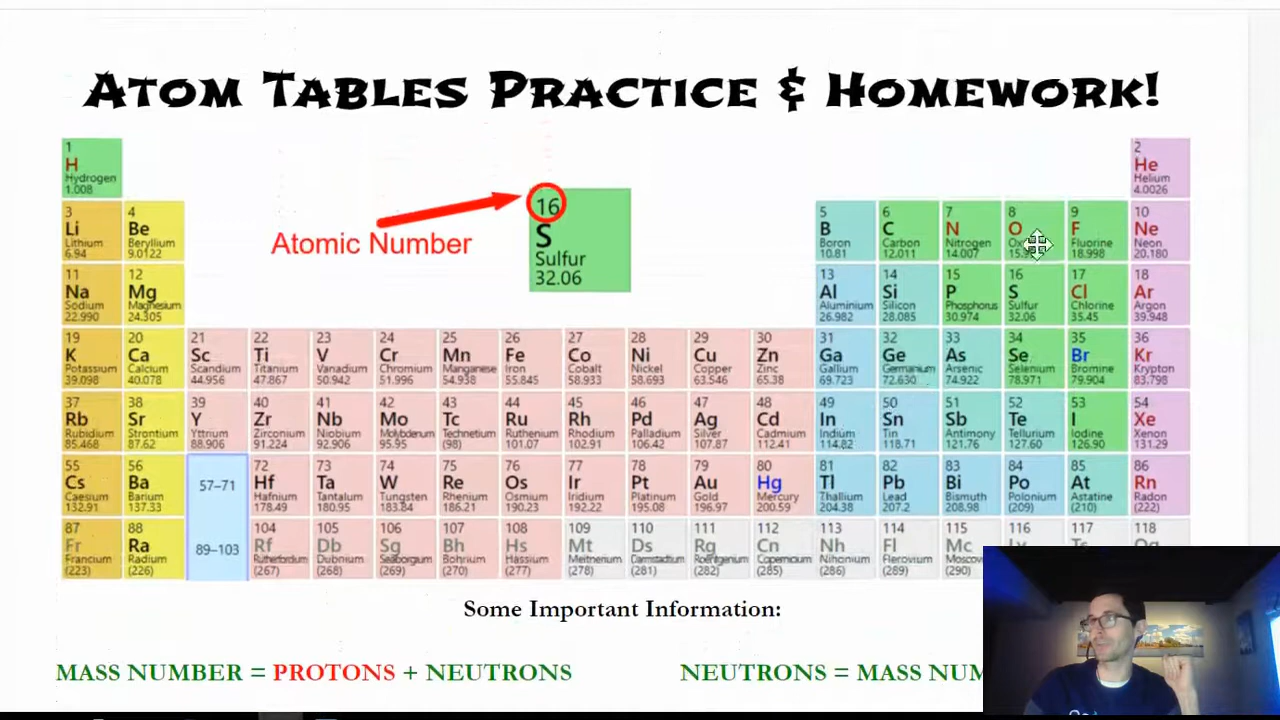 ATOM TABLES PRACTICE & HOMEWORK!
1 H Hydrogen 1.008
2 He Helium 4.0026
Atomic Number
16
S
Sulfur
32.06
3 Li Lithium 6.94
4 Be Beryllium 9.0122
5 B Boron 10.81
6 C Carbon 12.011
7 N Nitrogen 14.007
8 O
9 F Fluorine 18.998
10 Ne Neon 20.180
11 Na Sodium 22.990
12 Mg Magnesium 24.305
13 Al Aluminium 26.982
14 Si Silicon 28.085
15 P Phosphorus 30.974
16 S Sulfur 32.06
17 Cl Chlorine 35.45
18 Ar Argon 39.948
19 K Potassium 39.098
20 Ca Calcium 40.078
21 Sc Scandium 44.956
22 Ti Titanium 47.867
23 V Vanadium 50.942
24 Cr Chromium 51.996
25 Mn Manganese 54.938
26 Fe Iron 55.845
27 Co Cobalt 58.933
28 Ni Nickel 58.693
29 Cu Copper 63.546
30 Zn Zinc 65.38
31 Ga Gallium 69.723
32 Ge Germanium 72.630
33 As Arsenic 74.922
34 Se Selenium 78.971
35 Br Bromine 79.904
36 Kr Krypton 83.798
37 Rb Rubidium 85.468
38 Sr Strontium 87.62
39 Y Yttrium 88.906
40 Zr Zirconium 91.224
41 Nb Niobium 92.906
42 Mo Molybdenum 95.95
43 Tc Technetium (98)
44 Ru Ruthenium 101.07
45 Rh Rhodium 102.91
46 Pd Palladium 106.42
47 Ag Silver 107.87
48 Cd Cadmium 112.41
49 In Indium 114.82
50 Sn Tin 118.71
51 Sb Antimony 121.76
52 Te Tellurium 127.60
53 I Iodine 126.90
54 Xe Xenon 131.29
55 Cs Caesium 132.91
56 Ba Barium 137.33
57–71
72 Hf Hafnium 178.49
73 Ta Tantalum 180.95
74 W Tungsten 183.84
75 Re Rhenium 186.21
76 Os Osmium 190.23
77 Ir Iridium 192.22
78 Pt Platinum 195.08
79 Au Gold 196.97
80 Hg Mercury 200.59
81 Tl Thallium 204.38
82 Pb Lead 207.2
83 Bi Bismuth 208.98
84 Po Polonium (209)
85 At Astatine (210)
86 Rn Radon (222)
87 Fr Francium (223)
88 Ra Radium (226)
89–103
104 Rf Rutherfordium (267)
105 Db Dubnium (268)
106 Sg Seaborgium (269)
107 Bh Bohrium (270)
108 Hs Hassium (277)
109 Mt Meitnerium (278)
110 Ds Darmstadtium (281)
111 Rg Roentgenium (282)
112 Cn Copernicium (285)
113 Nh Nihonium (286)
114 Fl Flerovium (289)
115 Mc (290)
116
117
118
Some Important Information:
MASS NUMBER = PROTONS + NEUTRONS
NEUTRONS = MASS